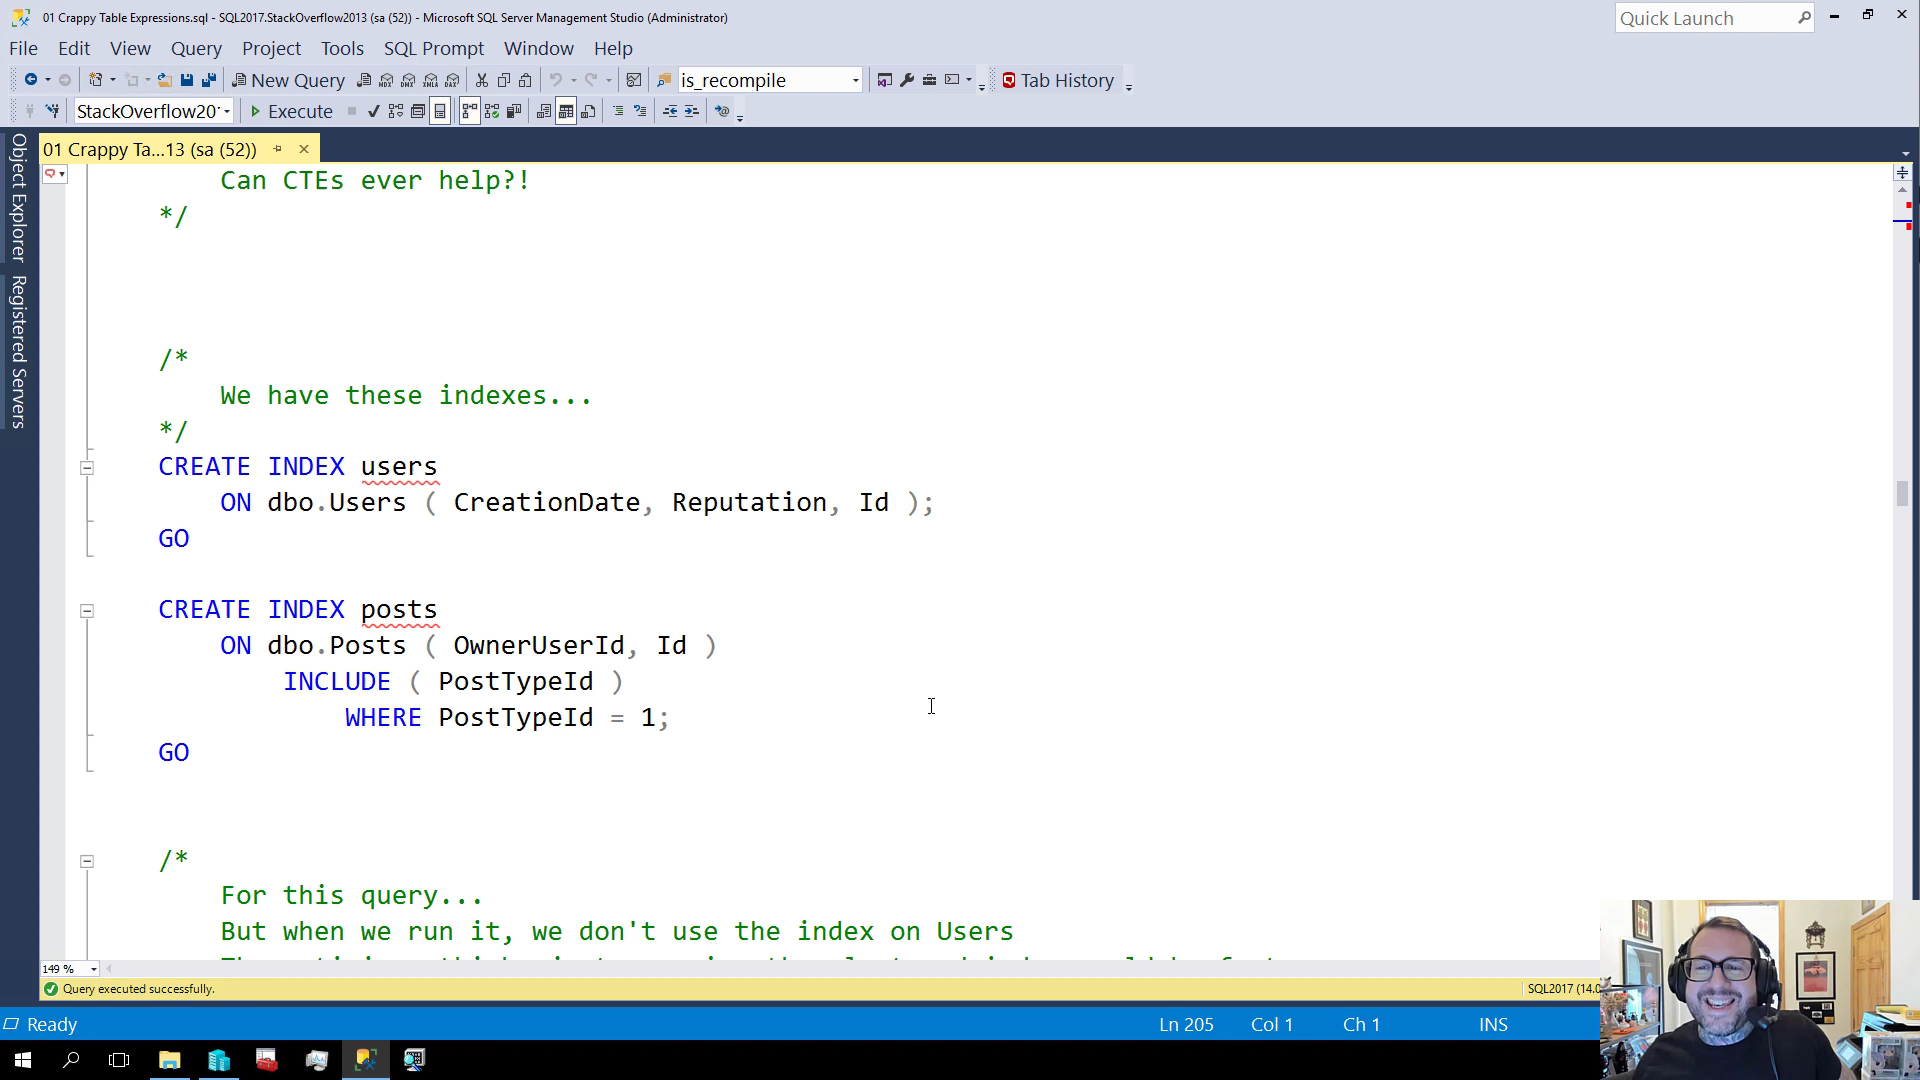 01 Crappy Table Expressions.sql - SQL2017.StackOverflow2013 (sa (52)) - Microsoft SQL Server Management Studio (Administrator)
Quick Launch
File Edit View Query Project Tools SQL Prompt Window Help
New Query
is_recompile
Tab History
StackOverflow20
Execute
01 Crappy Ta...13 (sa (52))
Object Explorer
Registered Servers
Can CTEs ever help?!
*/
/*
We have these indexes...
*/
CREATE INDEX users
ON dbo.Users ( CreationDate, Reputation, Id );
GO
CREATE INDEX posts
ON dbo.Posts ( OwnerUserId, Id )
INCLUDE ( PostTypeId )
WHERE PostTypeId = 1;
GO
/*
For this query...
But when we run it, we don't use the index on Users
149 %
Query executed successfully.
SQL2017 (14.0
Ready
Ln 205 Col 1 Ch 1 INS